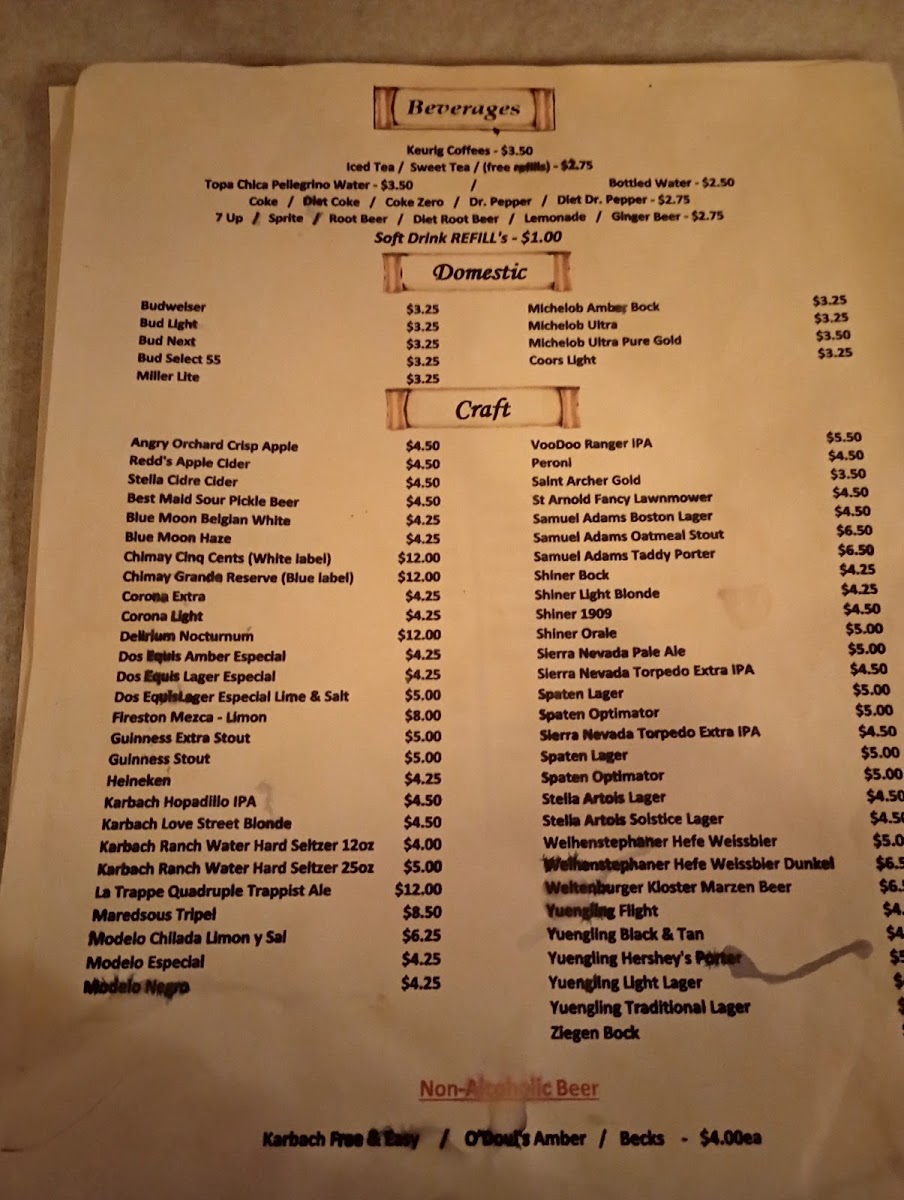 Beverages
Keurig Coffees - $3.50
Iced Tea / Sweet Tea / (free refills) - $2.75
Topa Chica Pellegrino Water - $3.50 / Bottled Water - $2.50
Coke / Diet Coke / Coke Zero / Dr. Pepper / Diet Dr. Pepper - $2.75
7 Up / Sprite / Root Beer / Diet Root Beer / Lemonade / Ginger Beer - $2.75
Soft Drink REFILL's - $1.00
Domestic
Budweiser $3.25
Bud Light $3.25
Bud Next $3.25
Bud Select 55 $3.25
Miller Lite $3.25
Michelob Amber Bock $3.25
Michelob Ultra $3.25
Michelob Ultra Pure Gold $3.50
Coors Light $3.25
Craft
Angry Orchard Crisp Apple $4.50
Redd's Apple Cider $4.50
Stella Cidre Cider $4.50
Best Maid Sour Pickle Beer $4.50
Blue Moon Belgian White $4.25
Blue Moon Haze $4.25
Chimay Cinq Cents (White label) $12.00
Chimay Grande Reserve (Blue label) $12.00
Corona Extra $4.25
Corona Light $4.25
Delirium Nocturnum $12.00
Dos Equis Amber Especial $4.25
Dos Equis Lager Especial $4.25
Dos EquisLager Especial Lime & Salt $5.00
Fireston Mezca - Limon $8.00
Guinness Extra Stout $5.00
Guinness Stout $5.00
Heineken $4.25
Karbach Hopadillo IPA $4.50
Karbach Love Street Blonde $4.50
Karbach Ranch Water Hard Seltzer 12oz $4.00
Karbach Ranch Water Hard Seltzer 25oz $5.00
La Trappe Quadruple Trappist Ale $12.00
Maredsous Tripel $8.50
Modelo Chilada Limon y Sal $6.25
Modelo Especial $4.25
Modelo Negro $4.25
VooDoo Ranger IPA $5.50
Peroni $4.50
Saint Archer Gold $3.50
St Arnold Fancy Lawnmower $4.50
Samuel Adams Boston Lager $4.50
Samuel Adams Oatmeal Stout $6.50
Samuel Adams Taddy Porter $6.50
Shiner Bock $4.25
Shiner Light Blonde $4.25
Shiner 1909 $4.50
Shiner Orale $5.00
Sierra Nevada Pale Ale $5.00
Sierra Nevada Torpedo Extra IPA $4.50
Spaten Lager $5.00
Spaten Optimator $5.00
Sierra Nevada Torpedo Extra IPA $4.50
Spaten Lager $5.00
Spaten Optimator $5.00
Stella Artois Lager $4.50
Stella Artois Solstice Lager $4.50
Weihenstephaner Hefe Weissbier $5.0
Weihenstephaner Hefe Weissbier Dunkel $6.5
Weltenburger Kloster Marzen Beer $6.
Yuengling Flight $4.
Yuengling Black & Tan $4
Yuengling Hershey's Porter $5
Yuengling Light Lager
Yuengling Traditional Lager
Ziegen Bock
Non-Alcoholic Beer
Karbach Free & Easy / O'Doul's Amber / Becks - $4.00ea